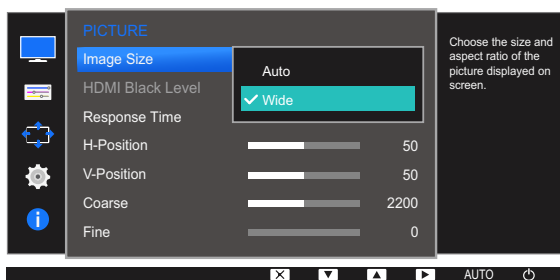 PICTURE
Image Size
HDMI Black Level
Response Time
H-Position 50
V-Position 50
Coarse 2200
Fine 0
Auto
Wide
Choose the size and
aspect ratio of the
picture displayed on
screen.
AUTO